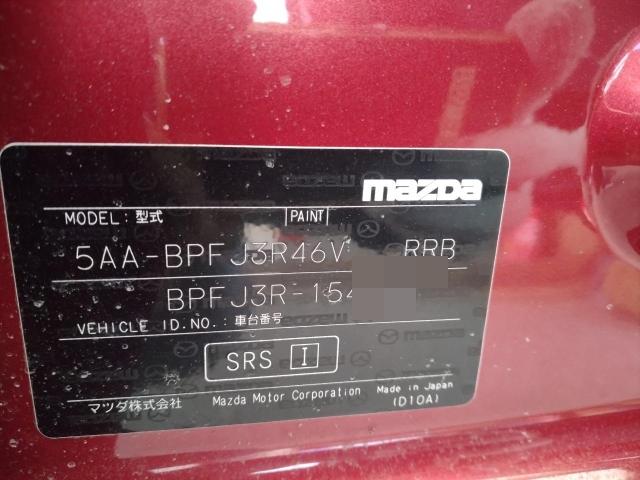 mazda
MODEL: 型式 PAINT
5AA-BPFJ3R46V RRB
BPFJ3R-154
VEHICLE ID.NO.: 車台番号
SRS I
マツダ株式会社 Mazda Motor Corporation Made in Japan
(D10A)